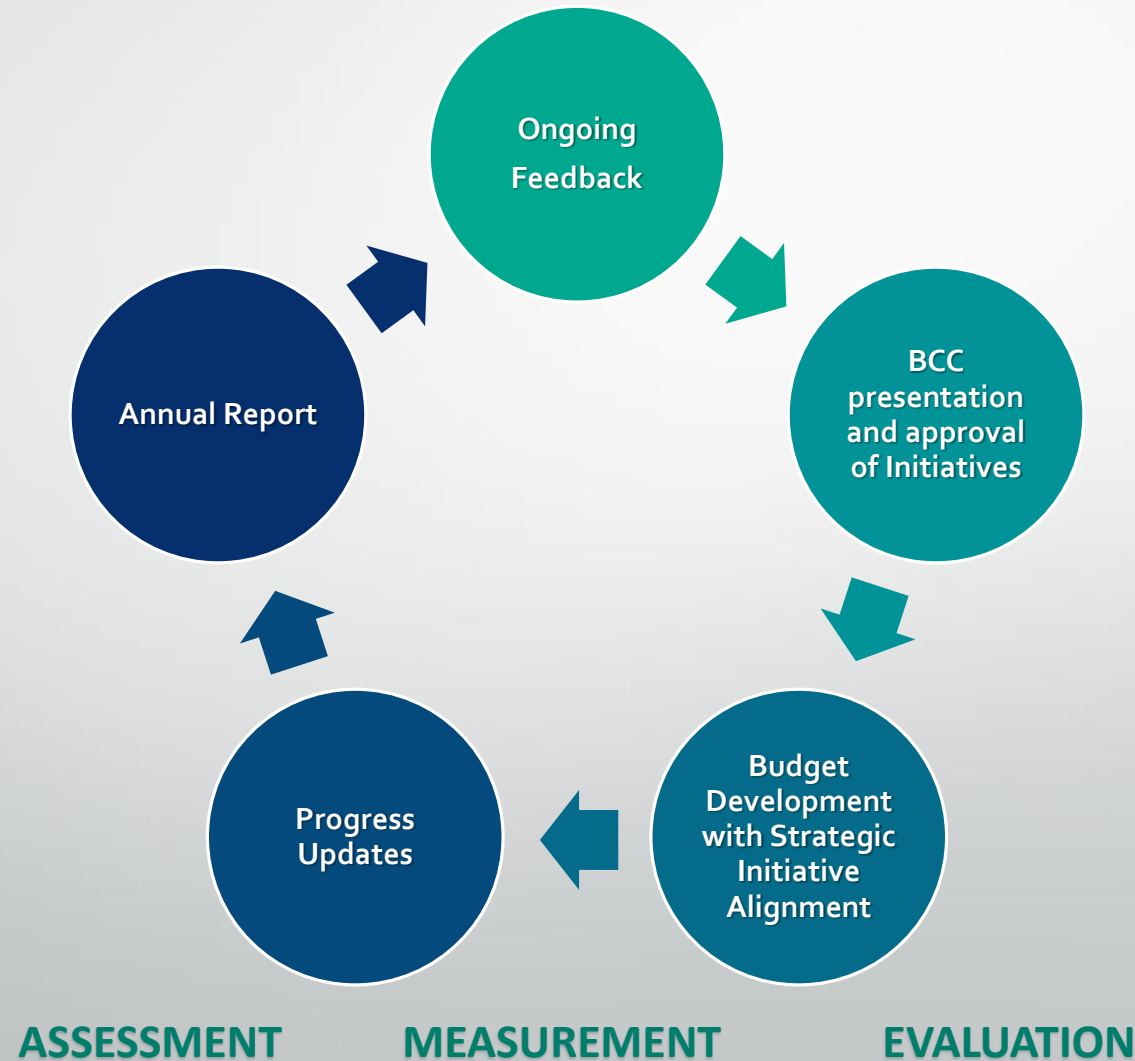 Ongoing
Feedback
BCC
presentation
and approval
of Initiatives
Budget
Development
with Strategic
Initiative
Alignment
Progress
Updates
Annual Report
ASSESSMENT
MEASUREMENT
EVALUATION